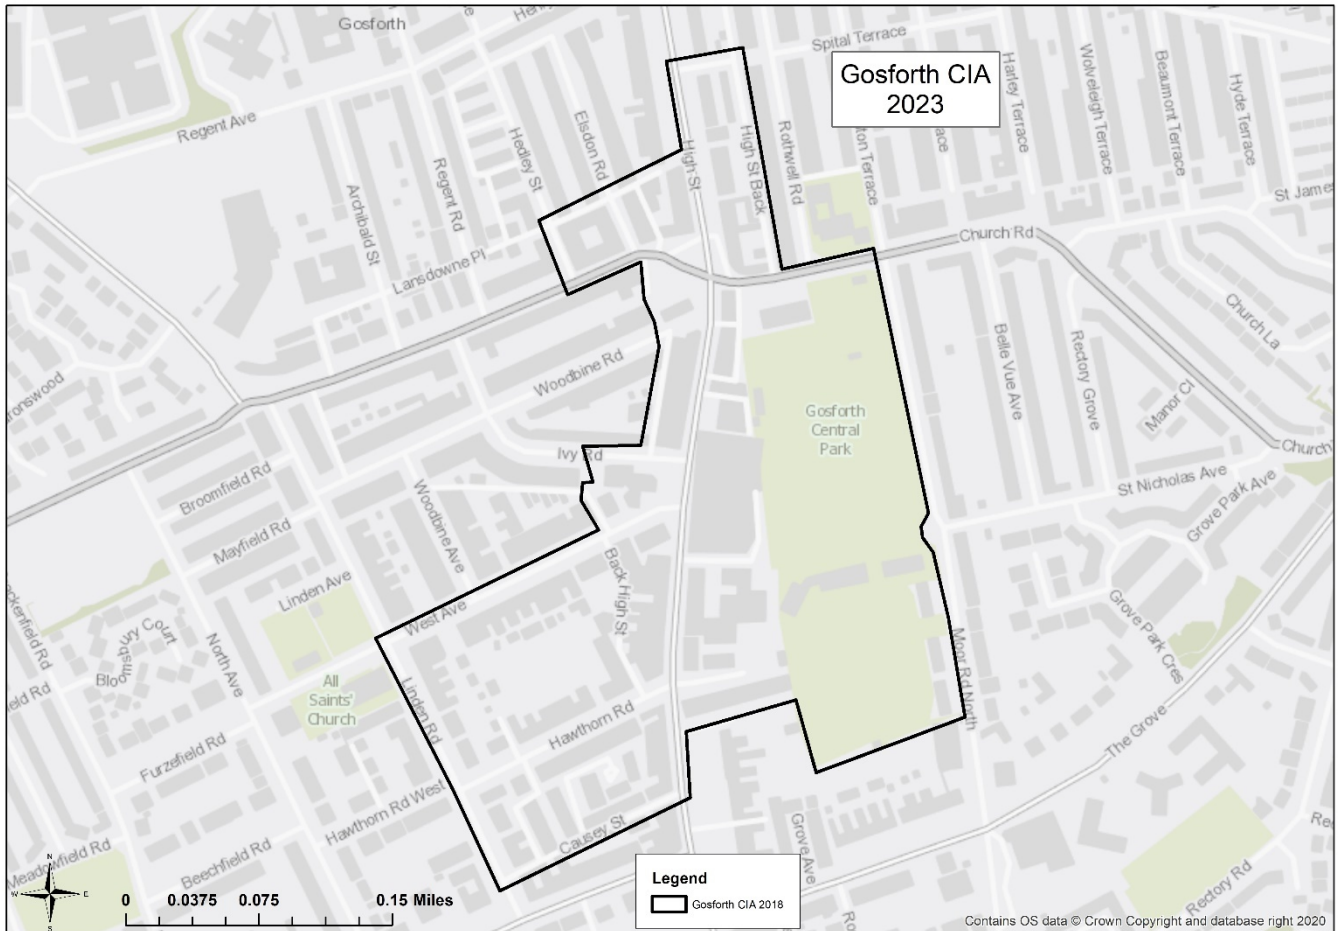 Gosforth
Spital Terrace
Gosforth CIA
2023
Regent Ave
Hedley St
Elsdon Rd
High St
High St Back
Rothwell Rd
Harley Terrace
Wolveleigh Terrace
Beaumont Terrace
Hyde Terrace
Archibald St
Regent Rd
Lansdowne Pl
Church Rd
Church La
Woodbine Rd
Belle Vue Ave
Rectory Grove
Manor Cl
Church
Gosforth
Central
Park
Ivy Rd
Broomfield Rd
Mayfield Rd
Woodbine Ave
St Nicholas Ave
Grove Park Ave
Back High St
Linden Ave
West Ave
Grove Park Cres
Bloomsbury Court
North Ave
All
Saints'
Church
Linden Rd
Moor Rd North
Hawthorn Rd
Furzefield Rd
The Grove
Hawthorn Rd West
Causey St
Beechfield Rd
Meadowfield Rd
Grove Ave
Rectory Rd
N
W
E
S
0 0.0375 0.075 0.15 Miles
Legend
Gosforth CIA 2018
Contains OS data © Crown Copyright and database right 2020